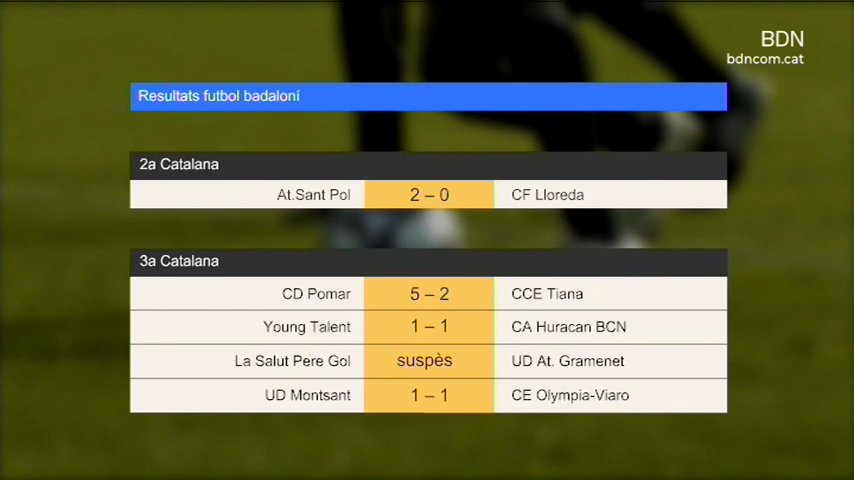 BDN
bdncom.cat
Resultats futbol badaloní
2a Catalana
At.Sant Pol 2 – 0 CF Lloreda
3a Catalana
CD Pomar 5 – 2 CCE Tiana
Young Talent 1 – 1 CA Huracan BCN
La Salut Pere Gol suspès UD At. Gramenet
UD Montsant 1 – 1 CE Olympia-Viaro